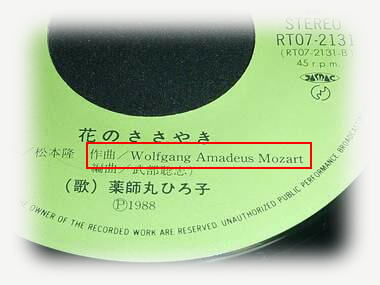 STEREO
RT07-2131
(RT07-2131-B)
45 r.p.m.
JASRAC
花のささやき
/松本隆 作曲/Wolfgang Amadeus Mozart
編曲/武部聡志)
(歌) 薬師丸ひろ子
Ⓟ1988
OWNER OF THE RECORDED WORK ARE RESERVED UNAUTHORIZED PUBLIC PERFORMANCE BROADCASTING